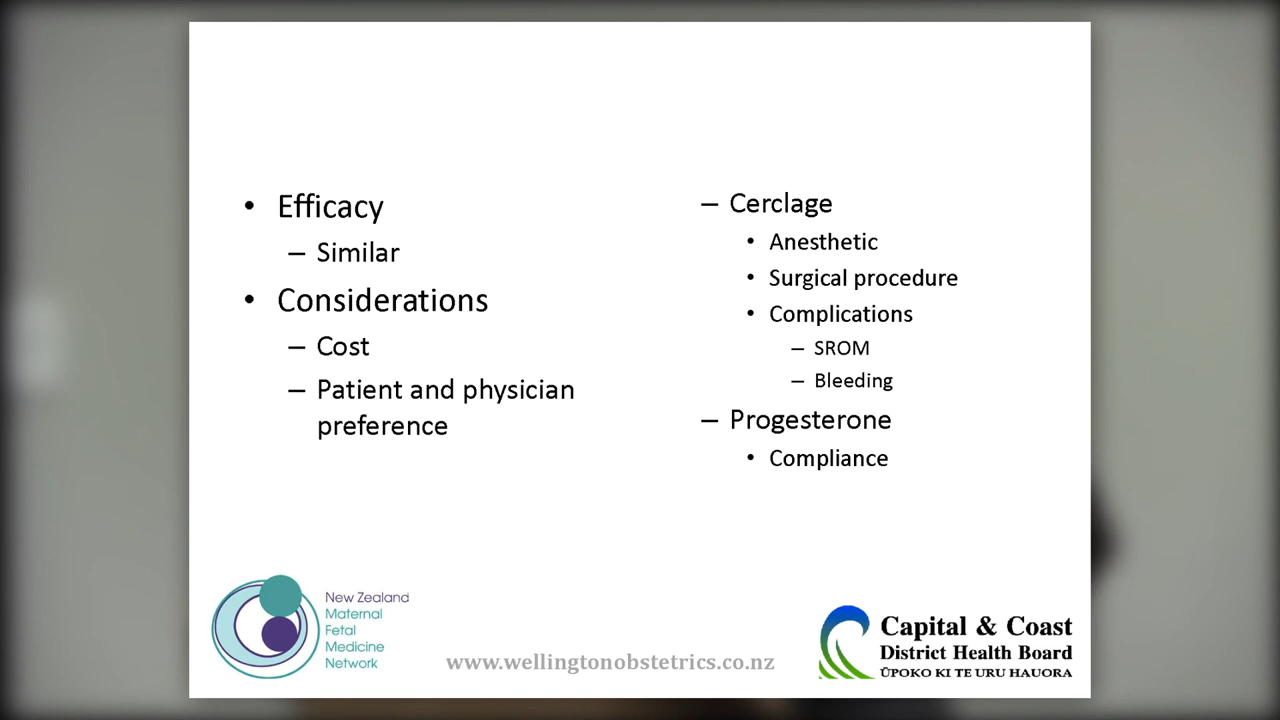 • Efficacy
– Similar
• Considerations
– Cost
– Patient and physician
preference
– Cerclage
• Anesthetic
• Surgical procedure
• Complications
– SROM
– Bleeding
– Progesterone
• Compliance
New Zealand
Maternal
Fetal
Medicine
Network
www.wellingtonobstetrics.co.nz
Capital & Coast
District Health Board
ŪPOKO KI TE URU HAUORA